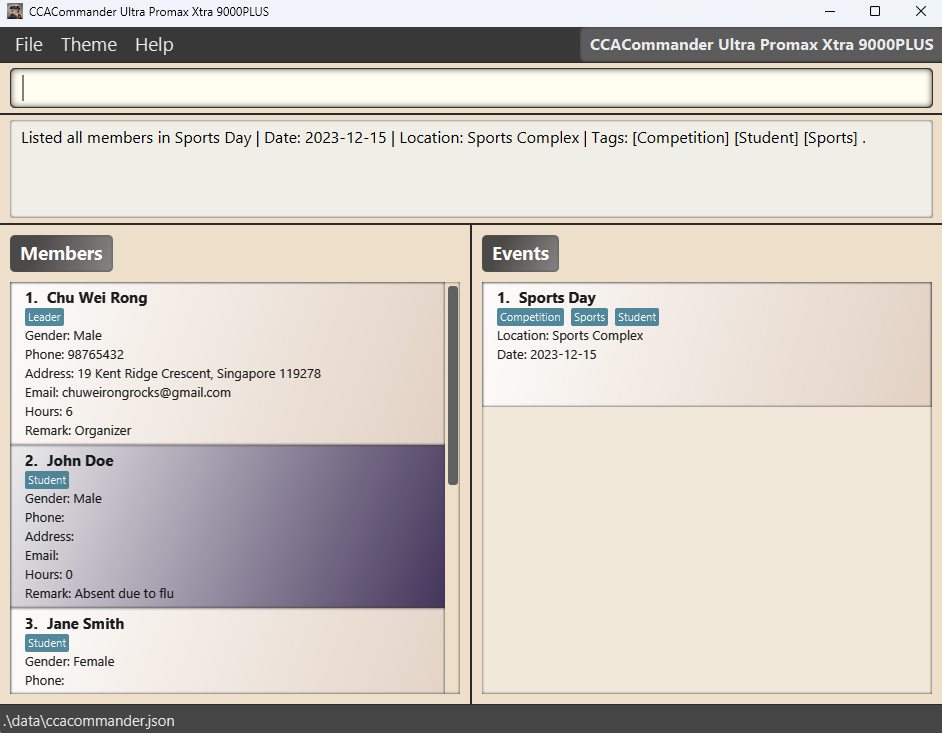 CCACommander Ultra Promax Xtra 9000PLUS
File Theme Help CCACommander Ultra Promax Xtra 9000PLUS
Listed all members in Sports Day | Date: 2023-12-15 | Location: Sports Complex | Tags: [Competition] [Student] [Sports] .
Members
1. Chu Wei Rong
Leader
Gender: Male
Phone: 98765432
Address: 19 Kent Ridge Crescent, Singapore 119278
Email: chuweirongrocks@gmail.com
Hours: 6
Remark: Organizer
2. John Doe
Student
Gender: Male
Phone:
Address:
Email:
Hours: 0
Remark: Absent due to flu
3. Jane Smith
Student
Gender: Female
Phone:
Events
1. Sports Day
Competition Sports Student
Location: Sports Complex
Date: 2023-12-15
.\data\ccacommander.json